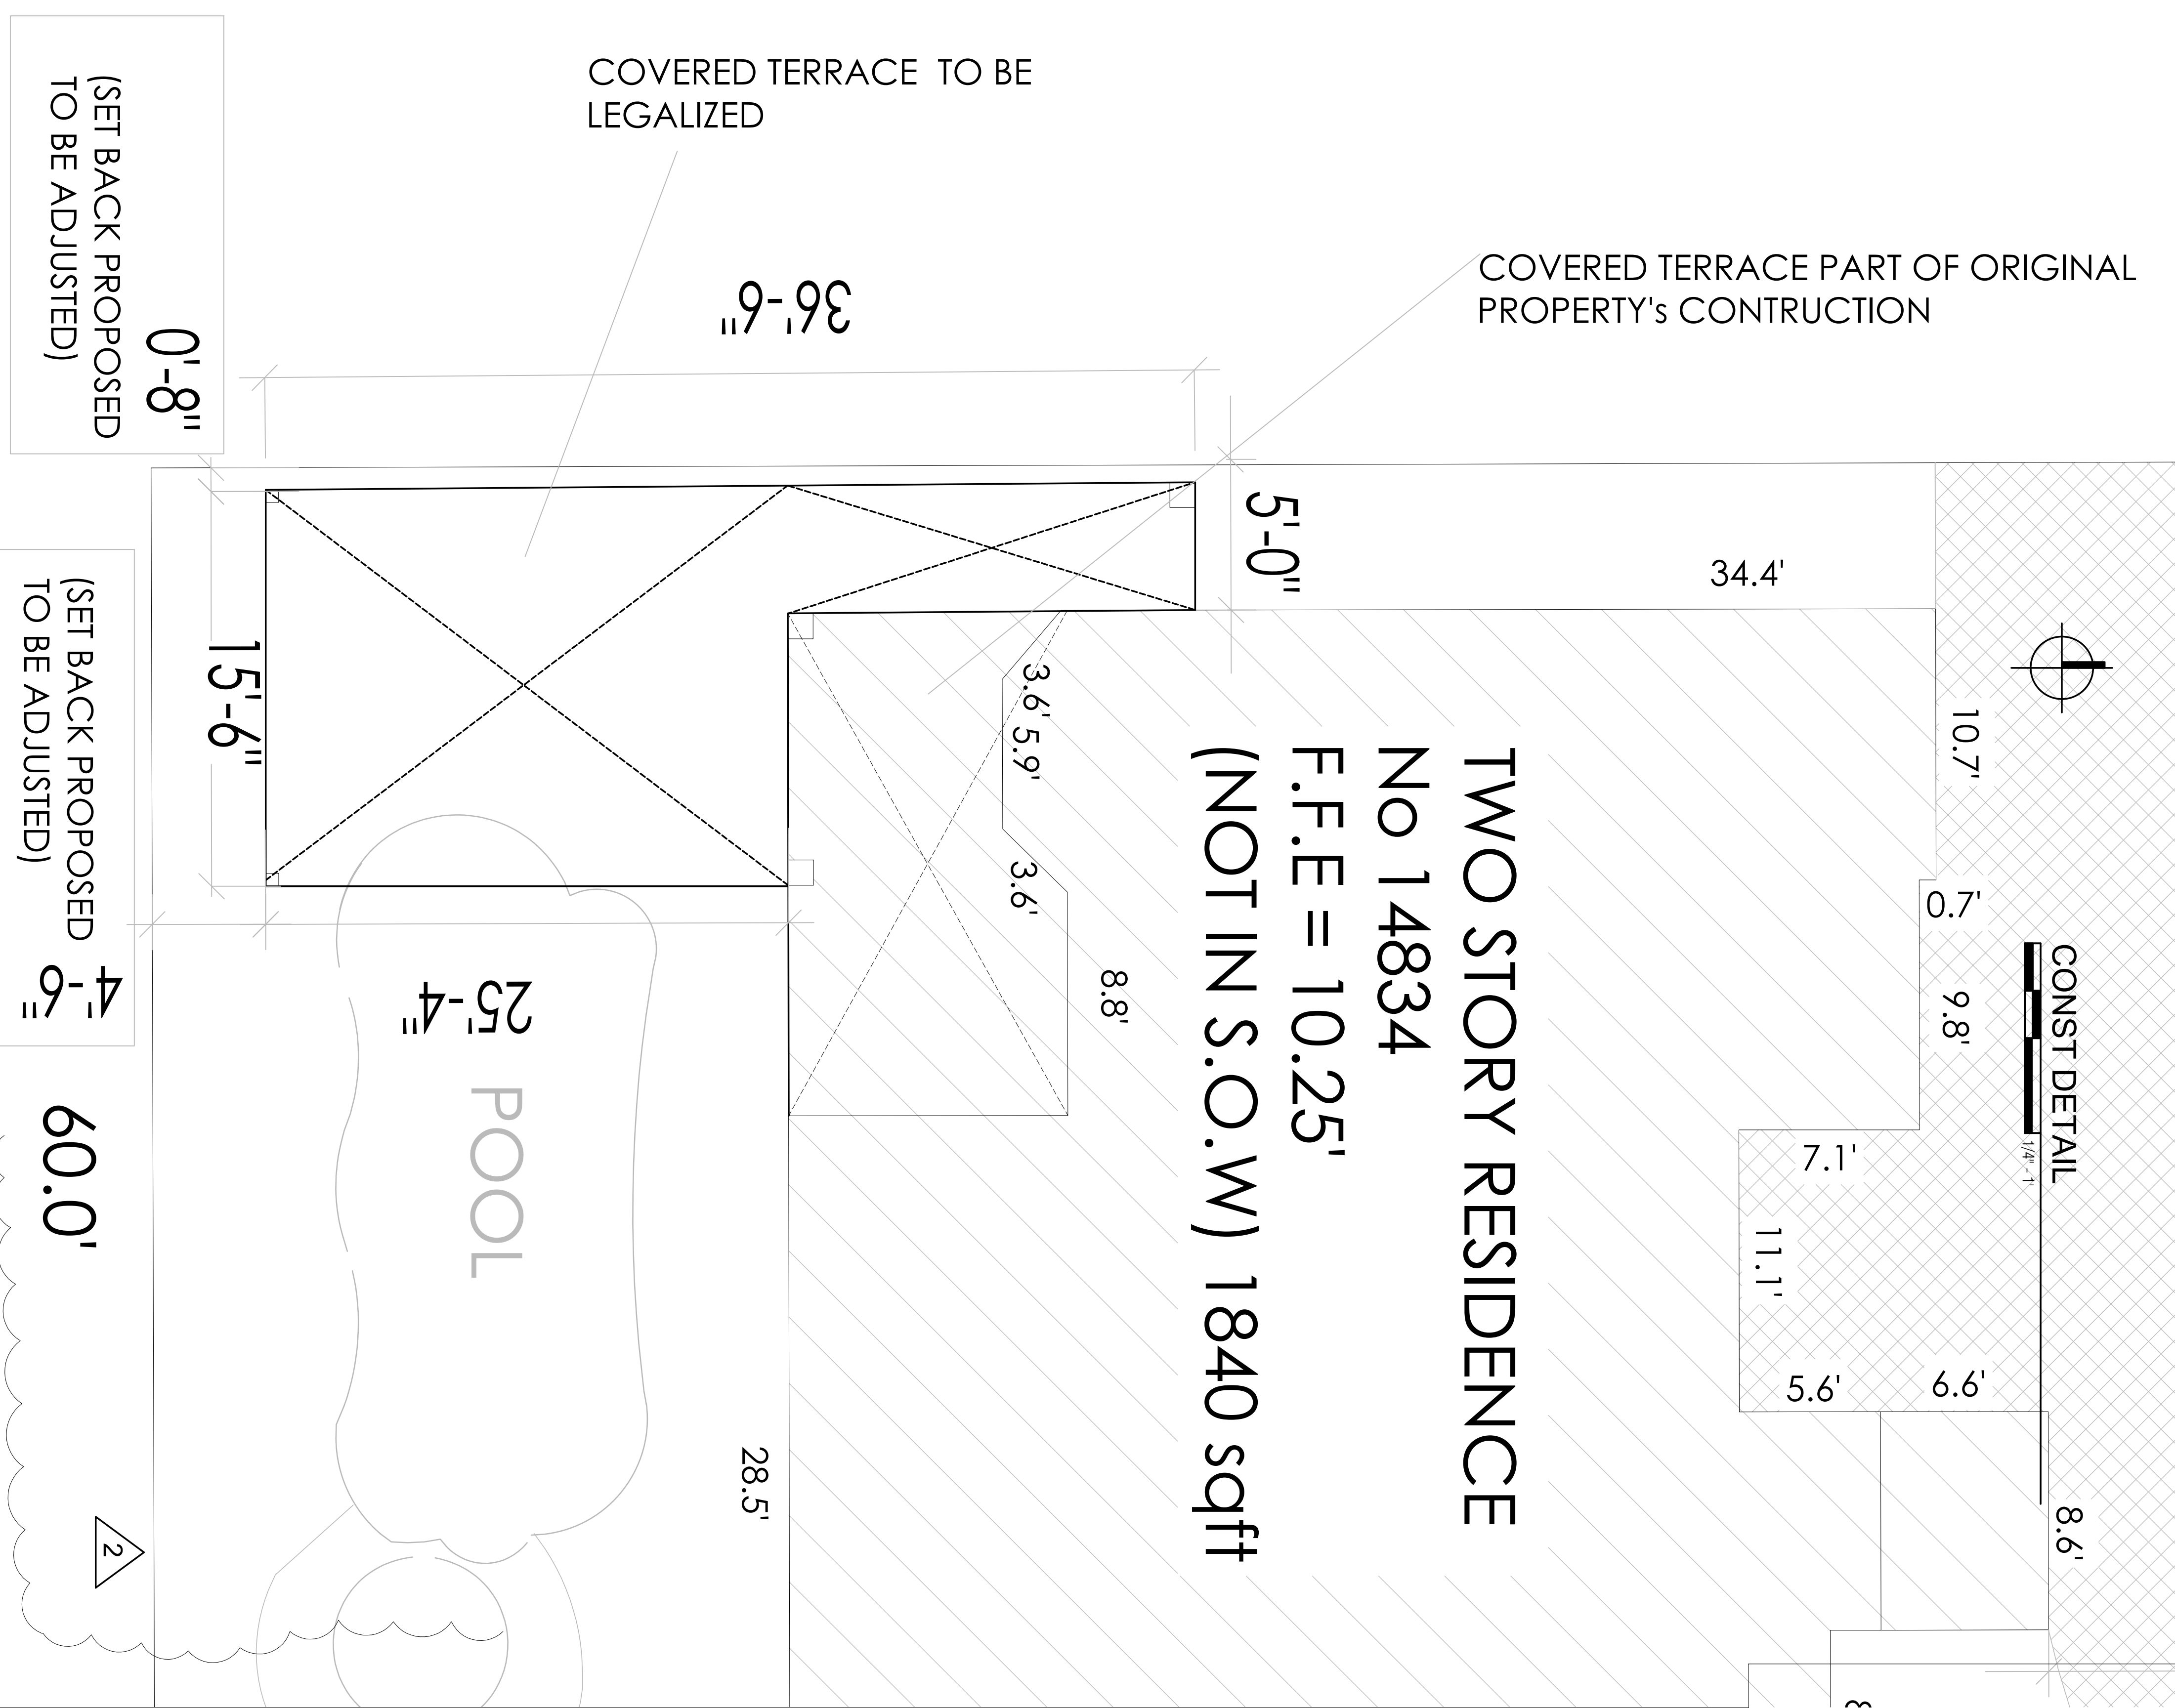 COVERED TERRACE TO BE
LEGALIZED
COVERED TERRACE PART OF ORIGINAL
PROPERTY's CONTRUCTION
(SET BACK PROPOSED
TO BE ADJUSTED)
0'-8"
36'-6"
5'-0"
34.4'
(SET BACK PROPOSED
TO BE ADJUSTED)
4'-6"
15'-6"
25'-4"
3.6'
5.9'
3.6'
8.8'
TWO STORY RESIDENCE
No 14834
F.F.E = 10.25'
(NOT IN S.O.W) 1840 sqft
10.7'
0.7'
9.8'
CONST DETAIL
1/4" - 1'
7.1'
11.1'
5.6'
6.6'
8.6'
60.0'
POOL
28.5'
2
8